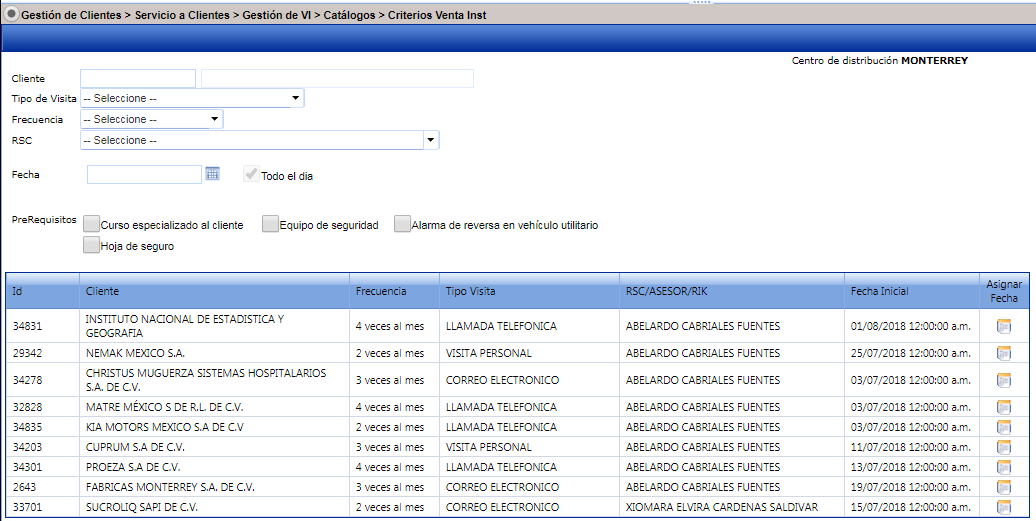 Gestión de Clientes > Servicio a Clientes > Gestión de VI > Catálogos > Criterios Venta Inst
Centro de distribución MONTERREY
Cliente
Tipo de Visita -- Seleccione --
Frecuencia -- Seleccione --
RSC -- Seleccione --
Fecha Todo el dia
PreRequisitos Curso especializado al cliente Equipo de seguridad Alarma de reversa en vehículo utilitario
Hoja de seguro
Id Cliente Frecuencia Tipo Visita RSC/ASESOR/RIK Fecha Inicial Asignar Fecha
34831 INSTITUTO NACIONAL DE ESTADISTICA Y GEOGRAFIA 4 veces al mes LLAMADA TELEFONICA ABELARDO CABRIALES FUENTES 01/08/2018 12:00:00 a.m.
29342 NEMAK MEXICO S.A. 2 veces al mes VISITA PERSONAL ABELARDO CABRIALES FUENTES 25/07/2018 12:00:00 a.m.
34278 CHRISTUS MUGUERZA SISTEMAS HOSPITALARIOS S.A. DE C.V. 3 veces al mes CORREO ELECTRONICO ABELARDO CABRIALES FUENTES 03/07/2018 12:00:00 a.m.
32828 MATRE MÉXICO S DE R.L. DE C.V. 4 veces al mes LLAMADA TELEFONICA ABELARDO CABRIALES FUENTES 03/07/2018 12:00:00 a.m.
34835 KIA MOTORS MEXICO S.A DE C.V 2 veces al mes LLAMADA TELEFONICA ABELARDO CABRIALES FUENTES 03/07/2018 12:00:00 a.m.
34203 CUPRUM S.A DE C.V. 3 veces al mes VISITA PERSONAL ABELARDO CABRIALES FUENTES 11/07/2018 12:00:00 a.m.
34301 PROEZA S.A DE C.V. 4 veces al mes LLAMADA TELEFONICA ABELARDO CABRIALES FUENTES 13/07/2018 12:00:00 a.m.
2643 FABRICAS MONTERREY S.A. DE C.V. 3 veces al mes CORREO ELECTRONICO ABELARDO CABRIALES FUENTES 19/07/2018 12:00:00 a.m.
33701 SUCROLIQ SAPI DE C.V. 2 veces al mes CORREO ELECTRONICO XIOMARA ELVIRA CARDENAS SALDIVAR 15/07/2018 12:00:00 a.m.